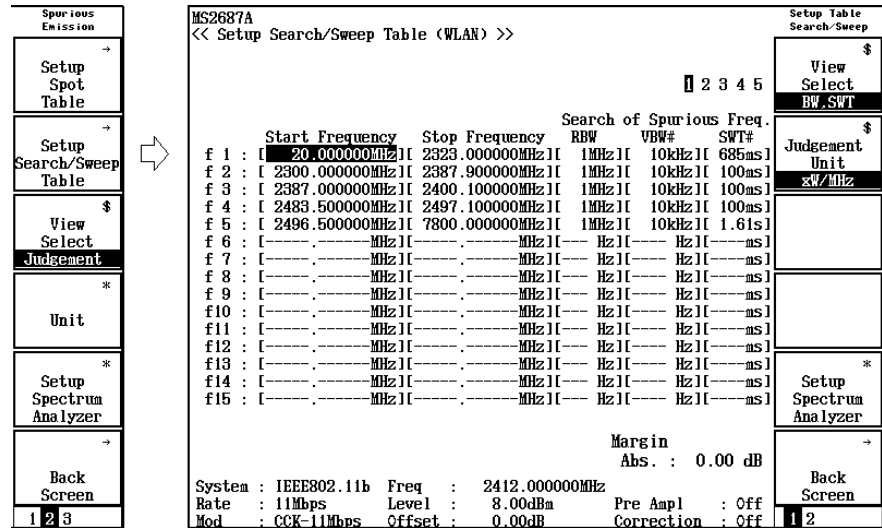 Spurious
Emission
→
Setup
Spot
Table
→
Setup
Search/Sweep
Table
$
View
Select
Judgement
*
Unit
*
Setup
Spectrum
Analyzer
→
Back
Screen
1 2 3
MS2687A
<< Setup Search/Sweep Table (WLAN) >>
1 2 3 4 5
Search of Spurious Freq.
Start Frequency Stop Frequency RBW VBW# SWT#
f 1 : [ 20.000000MHz][ 2323.000000MHz][ 1MHz][ 10kHz][ 685ms]
f 2 : [ 2300.000000MHz][ 2387.900000MHz][ 1MHz][ 10kHz][ 100ms]
f 3 : [ 2387.000000MHz][ 2400.100000MHz][ 1MHz][ 10kHz][ 100ms]
f 4 : [ 2483.500000MHz][ 2497.100000MHz][ 1MHz][ 10kHz][ 100ms]
f 5 : [ 2496.500000MHz][ 7800.000000MHz][ 1MHz][ 10kHz][ 1.61s]
f 6 : [-----.------MHz][-----.------MHz][--- Hz][---- Hz][----ms]
f 7 : [-----.------MHz][-----.------MHz][--- Hz][---- Hz][----ms]
f 8 : [-----.------MHz][-----.------MHz][--- Hz][---- Hz][----ms]
f 9 : [-----.------MHz][-----.------MHz][--- Hz][---- Hz][----ms]
f10 : [-----.------MHz][-----.------MHz][--- Hz][---- Hz][----ms]
f11 : [-----.------MHz][-----.------MHz][--- Hz][---- Hz][----ms]
f12 : [-----.------MHz][-----.------MHz][--- Hz][---- Hz][----ms]
f13 : [-----.------MHz][-----.------MHz][--- Hz][---- Hz][----ms]
f14 : [-----.------MHz][-----.------MHz][--- Hz][---- Hz][----ms]
f15 : [-----.------MHz][-----.------MHz][--- Hz][---- Hz][----ms]
Margin
Abs. : 0.00 dB
System : IEEE802.11b Freq : 2412.000000MHz
Rate : 11Mbps Level : 8.00dBm Pre Ampl : Off
Mod : CCK-11Mbps Offset : 0.00dB Correction : Off
Setup Table
Search/Sweep
$
View
Select
BW,SWT
$
Judgement
Unit
xW/MHz
*
Setup
Spectrum
Analyzer
→
Back
Screen
1 2